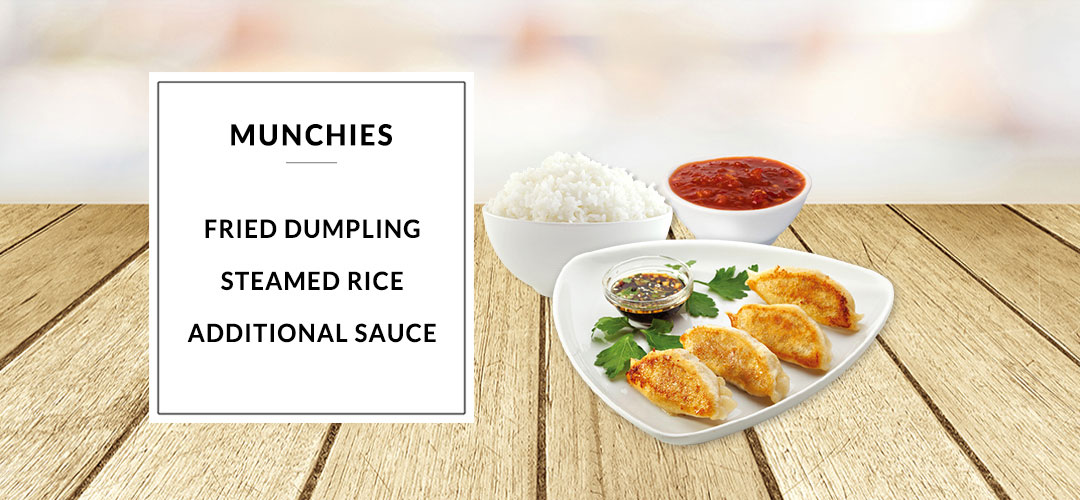 MUNCHIES
FRIED DUMPLING
STEAMED RICE
ADDITIONAL SAUCE